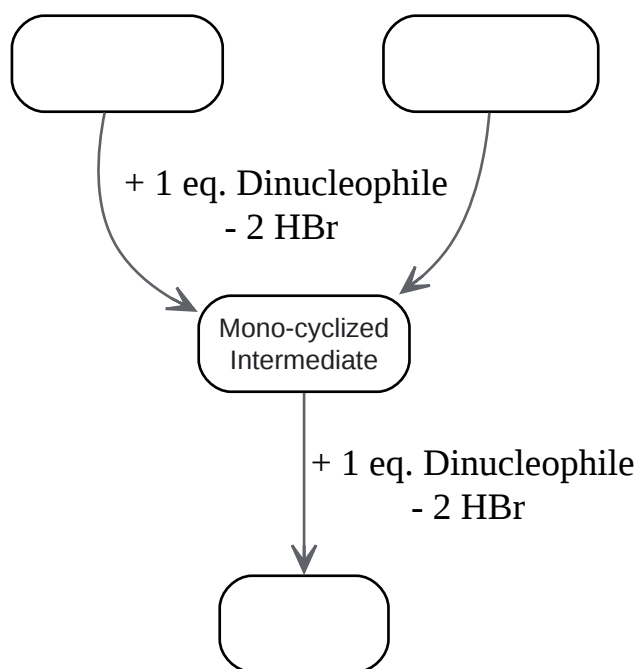 + 1 eq. Dinucleophile
- 2 HBr
Mono-cyclized
Intermediate
+ 1 eq. Dinucleophile
- 2 HBr